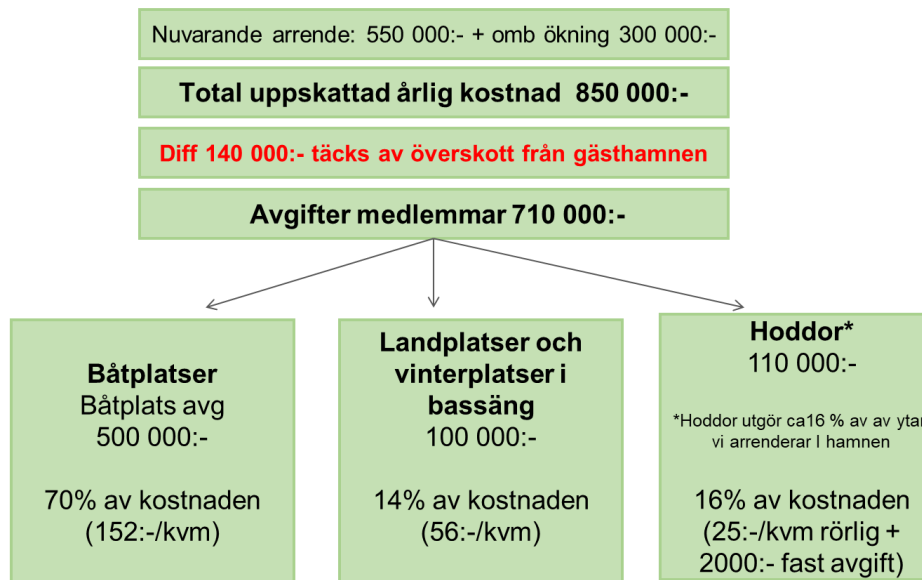 Nuvarande arrende: 550 000:- + omb ökning 300 000:-
Total uppskattad årlig kostnad 850 000:-
Diff 140 000:- täcks av överskott från gästhamnen
Avgifter medlemmar 710 000:-
Båtplatser
Båtplats avg
500 000:-
70% av kostnaden
(152:-/kvm)
Landplatser och
vinterplatser i
bassäng
100 000:-
14% av kostnaden
(56:-/kvm)
Hoddor*
110 000:-
*Hoddor utgör ca16 % av av ytan
vi arrenderar I hamnen
16% av kostnaden
(25:-/kvm rörlig +
2000:- fast avgift)